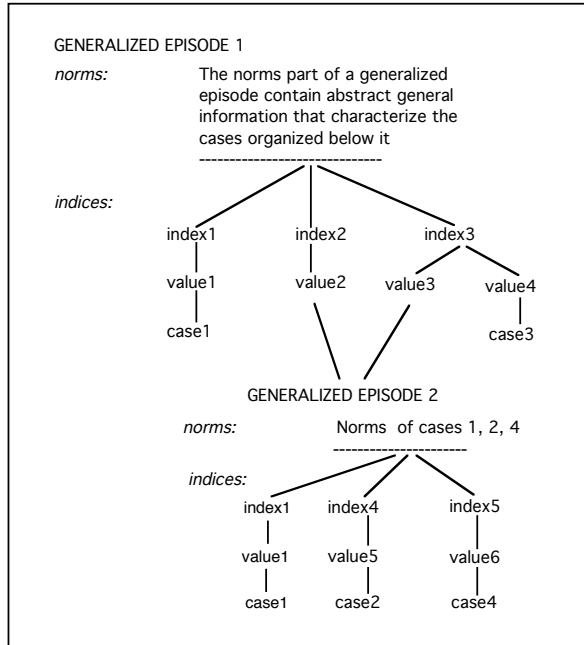 GENERALIZED EPISODE 1
norms: The norms part of a generalized
episode contain abstract general
information that characterize the
cases organized below it
indices:
index1 index2 index3
value1 value2 value3 value4
case1 case3
GENERALIZED EPISODE 2
norms: Norms of cases 1, 2, 4
indices:
index1 index4 index5
value1 value5 value6
case1 case2 case4